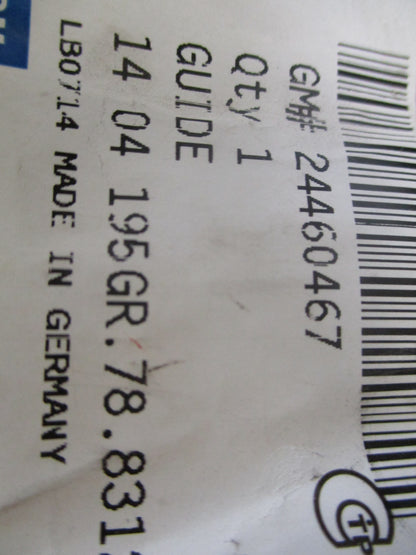 GM# 24460467
Qty 1
GUIDE
14 04 195GR.78.831
LB0714 MADE IN GERMANY